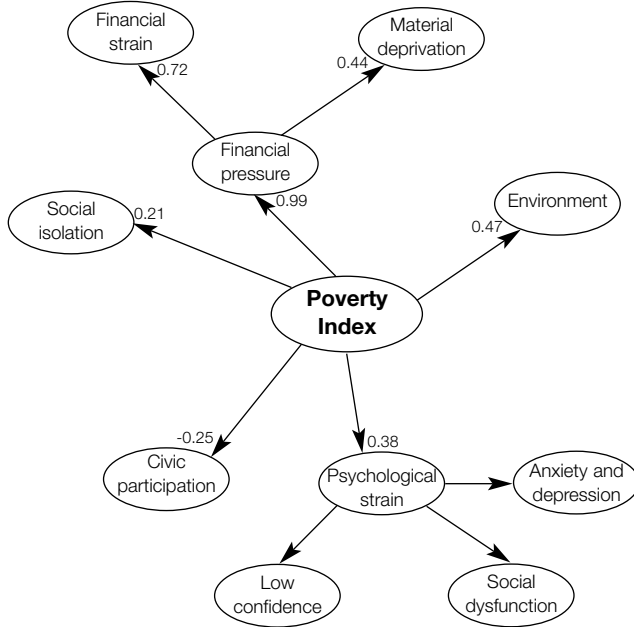 Financial
strain
Material
deprivation
0.72
0.44
Financial
pressure
0.99
Social
isolation
0.21
Environment
0.47
Poverty
Index
-0.25
Civic
participation
0.38
Psychological
strain
Anxiety and
depression
Low
confidence
Social
dysfunction